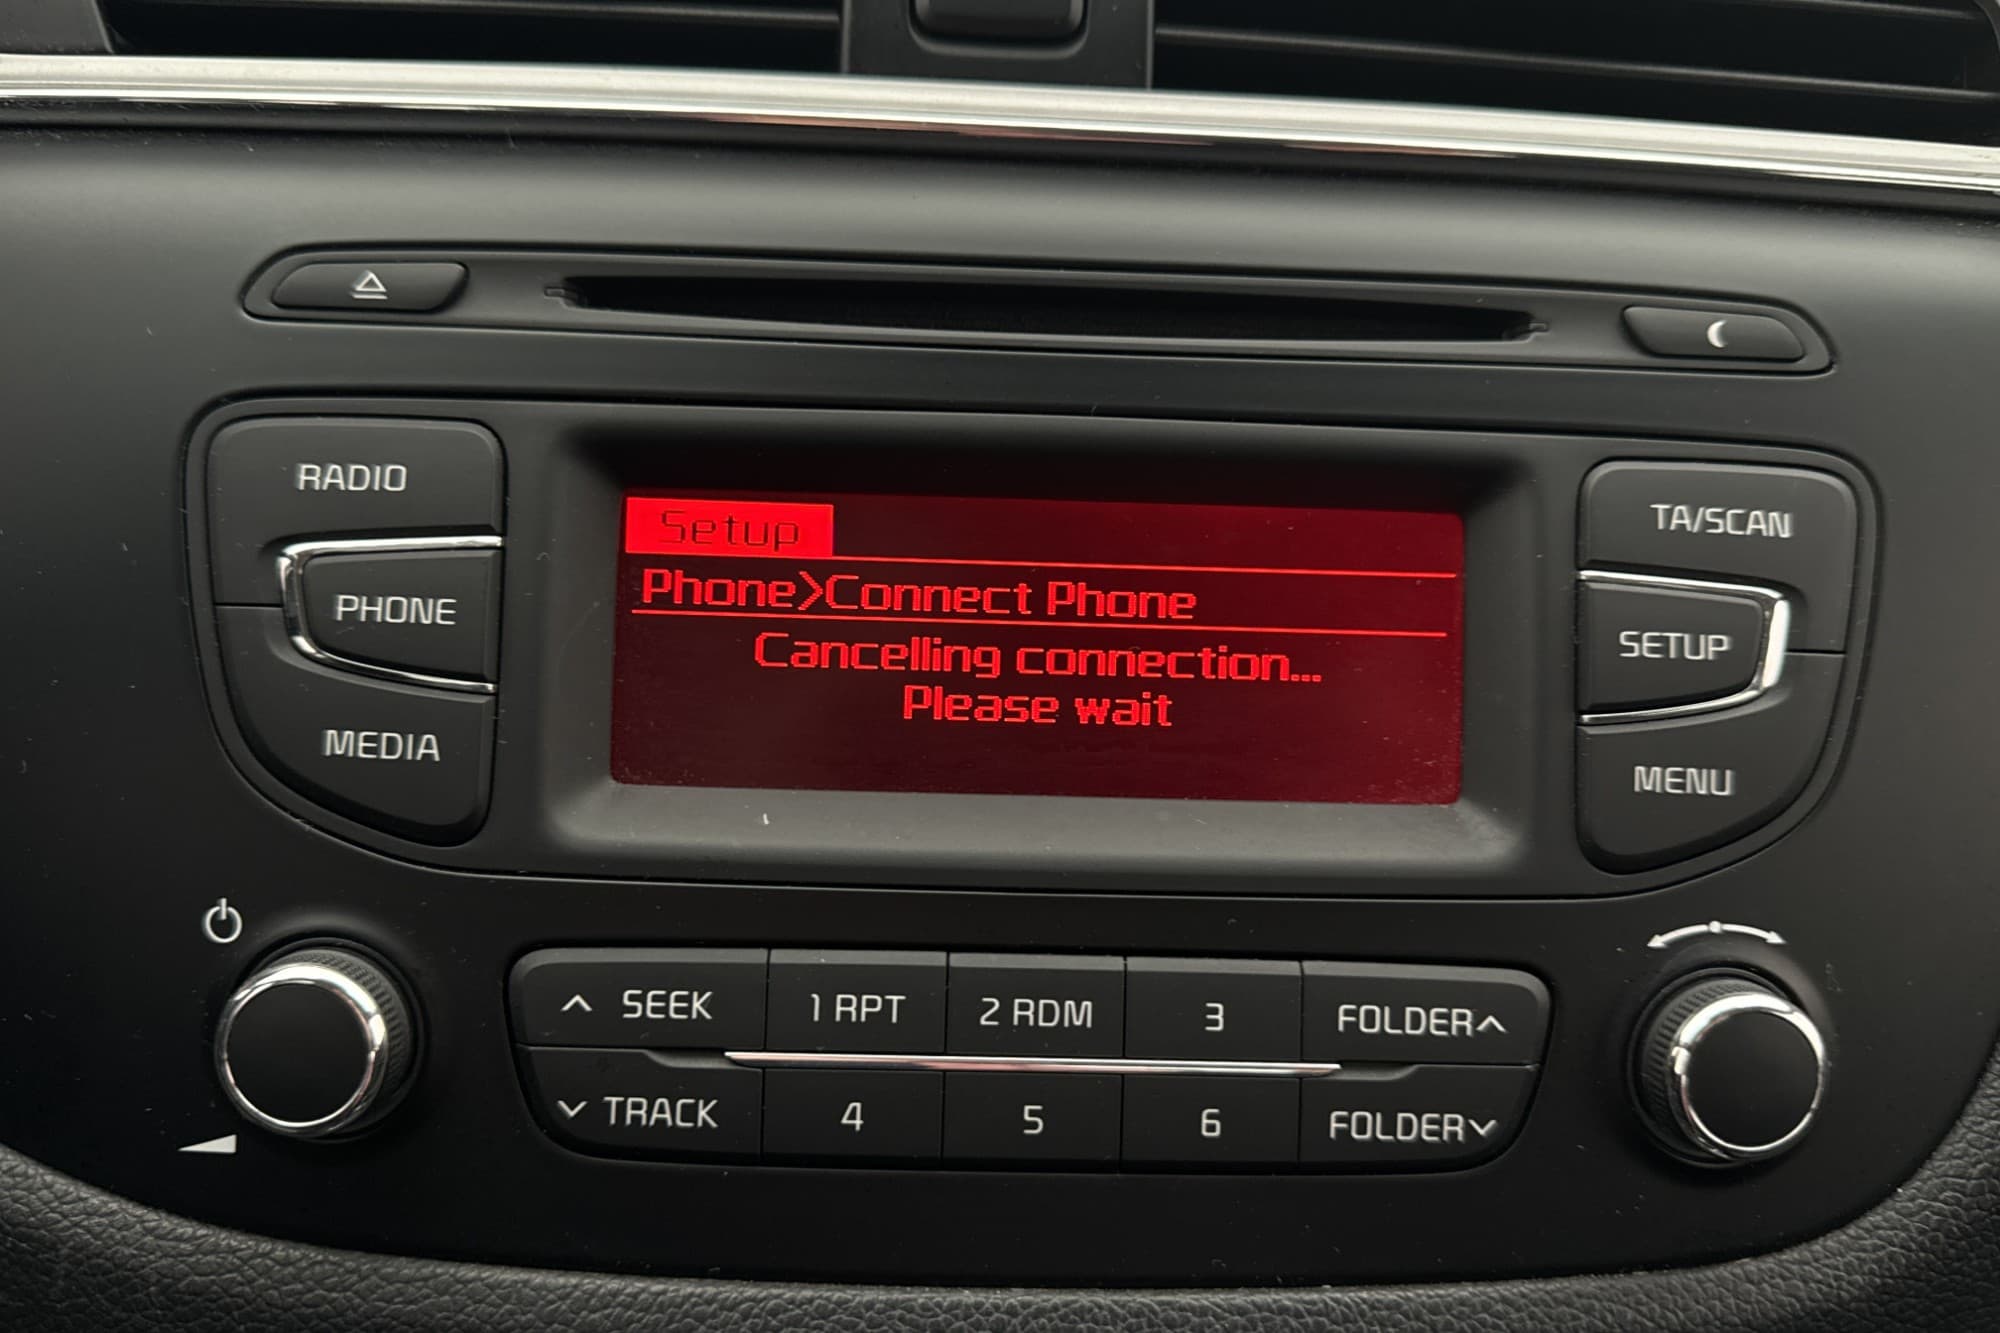 RADIO
PHONE
MEDIA
Setup
Phone>Connect Phone
Cancelling connection...
Please wait
TA/SCAN
SETUP
MENU
SEEK
1 RPT
2 RDM
3
FOLDER
TRACK
4
5
6
FOLDER